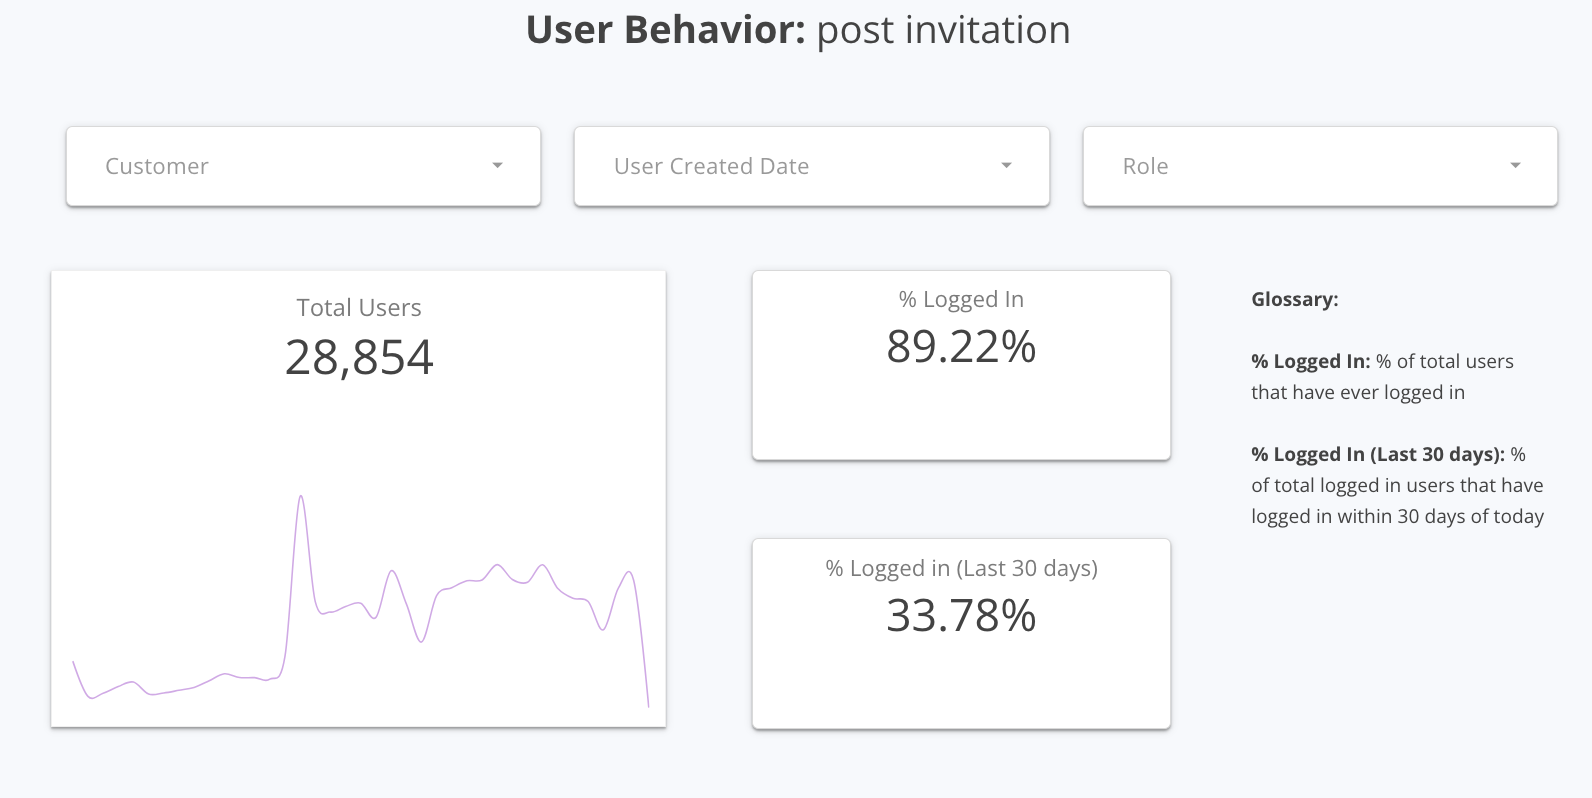 User Behavior: post invitation
Customer
User Created Date
Role
Total Users
28,854
% Logged In
89.22%
% Logged in (Last 30 days)
33.78%
Glossary:
% Logged In: % of total users
that have ever logged in
% Logged In (Last 30 days): %
of total logged in users that have
logged in within 30 days of today